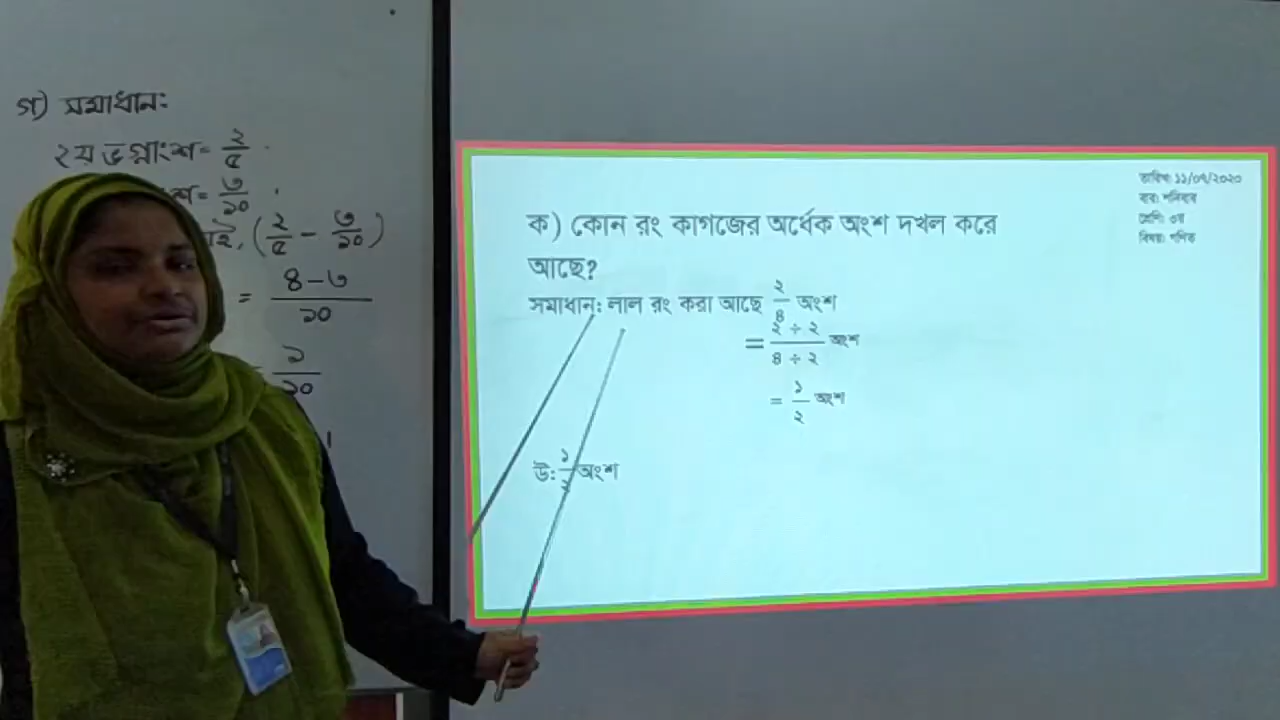 গ) সমাধান:
২য় ভগ্নাংশ = ২/৫
শ = ৩/১০
(২/৫ - ৩/১০)
= ৪ - ৩ / ১০
১/১০
তারিখ: ১১/০৭/২০২০
বার: শনিবার
শ্রেণি: ৩য়
বিষয়: গণিত
ক) কোন রং কাগজের অর্ধেক অংশ দখল করে
আছে?
সমাধান: লাল রং করা আছে ২/৪ অংশ
= ২ ÷ ২ / ৪ ÷ ২ অংশ
= ১/২ অংশ
উ: ১/২ অংশ